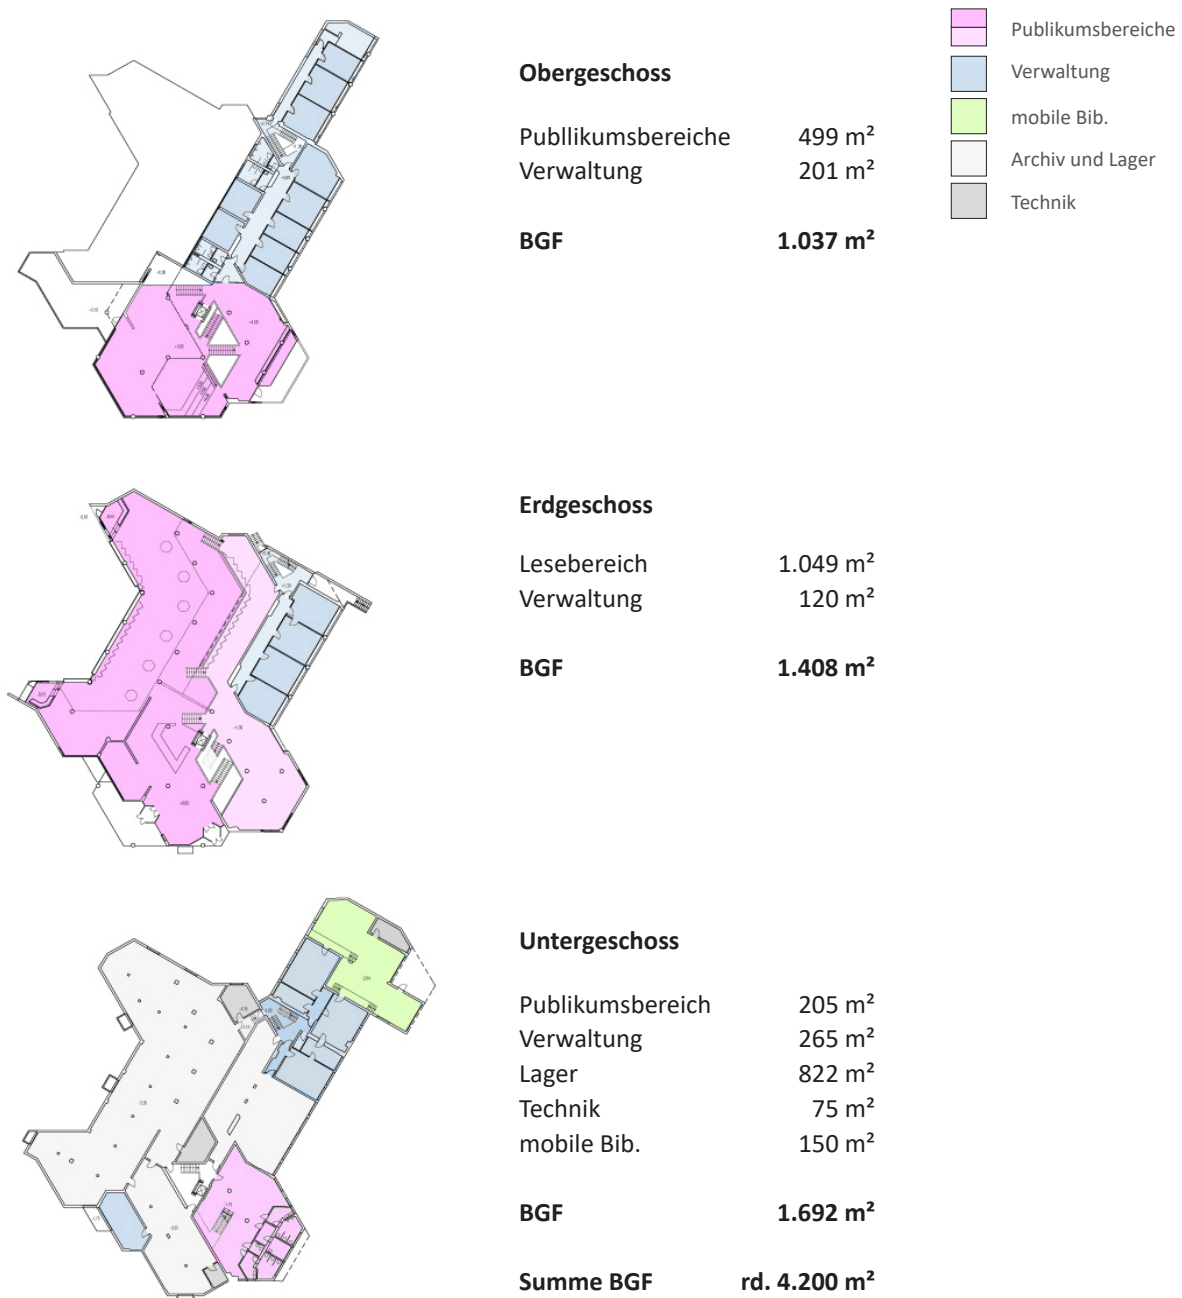 Obergeschoss
Publlikumsbereiche 499 m²
Verwaltung 201 m²
BGF 1.037 m²
Publikumsbereiche
Verwaltung
mobile Bib.
Archiv und Lager
Technik
Erdgeschoss
Lesebereich 1.049 m²
Verwaltung 120 m²
BGF 1.408 m²
Untergeschoss
Publikumsbereich 205 m²
Verwaltung 265 m²
Lager 822 m²
Technik 75 m²
mobile Bib. 150 m²
BGF 1.692 m²
Summe BGF rd. 4.200 m²